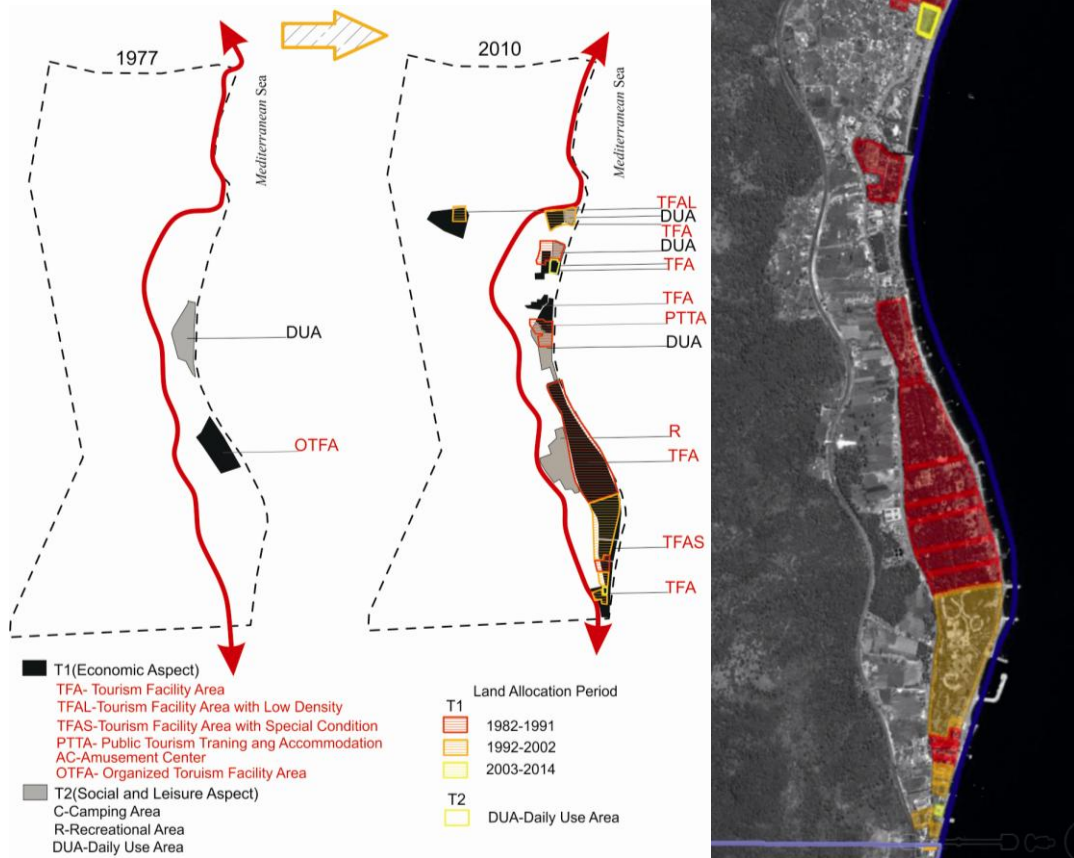 1977
Mediterranean Sea
DUA
OTFA
2010
Mediterranean Sea
TFAL
DUA
TFA
DUA
TFA
TFA
PTTA
DUA
R
TFA
TFAS
TFA
T1(Economic Aspect)
TFA- Tourism Facility Area
TFAL-Tourism Facility Area with Low Density
TFAS-Tourism Facility Area with Special Condition
PTTA- Public Tourism Traning and Accommodation
AC-Amusement Center
OTFA- Organized Toruism Facility Area
T2(Social and Leisure Aspect)
C-Camping Area
R-Recreational Area
DUA-Daily Use Area
Land Allocation Period
T1
1982-1991
1992-2002
2003-2014
T2
DUA-Daily Use Area